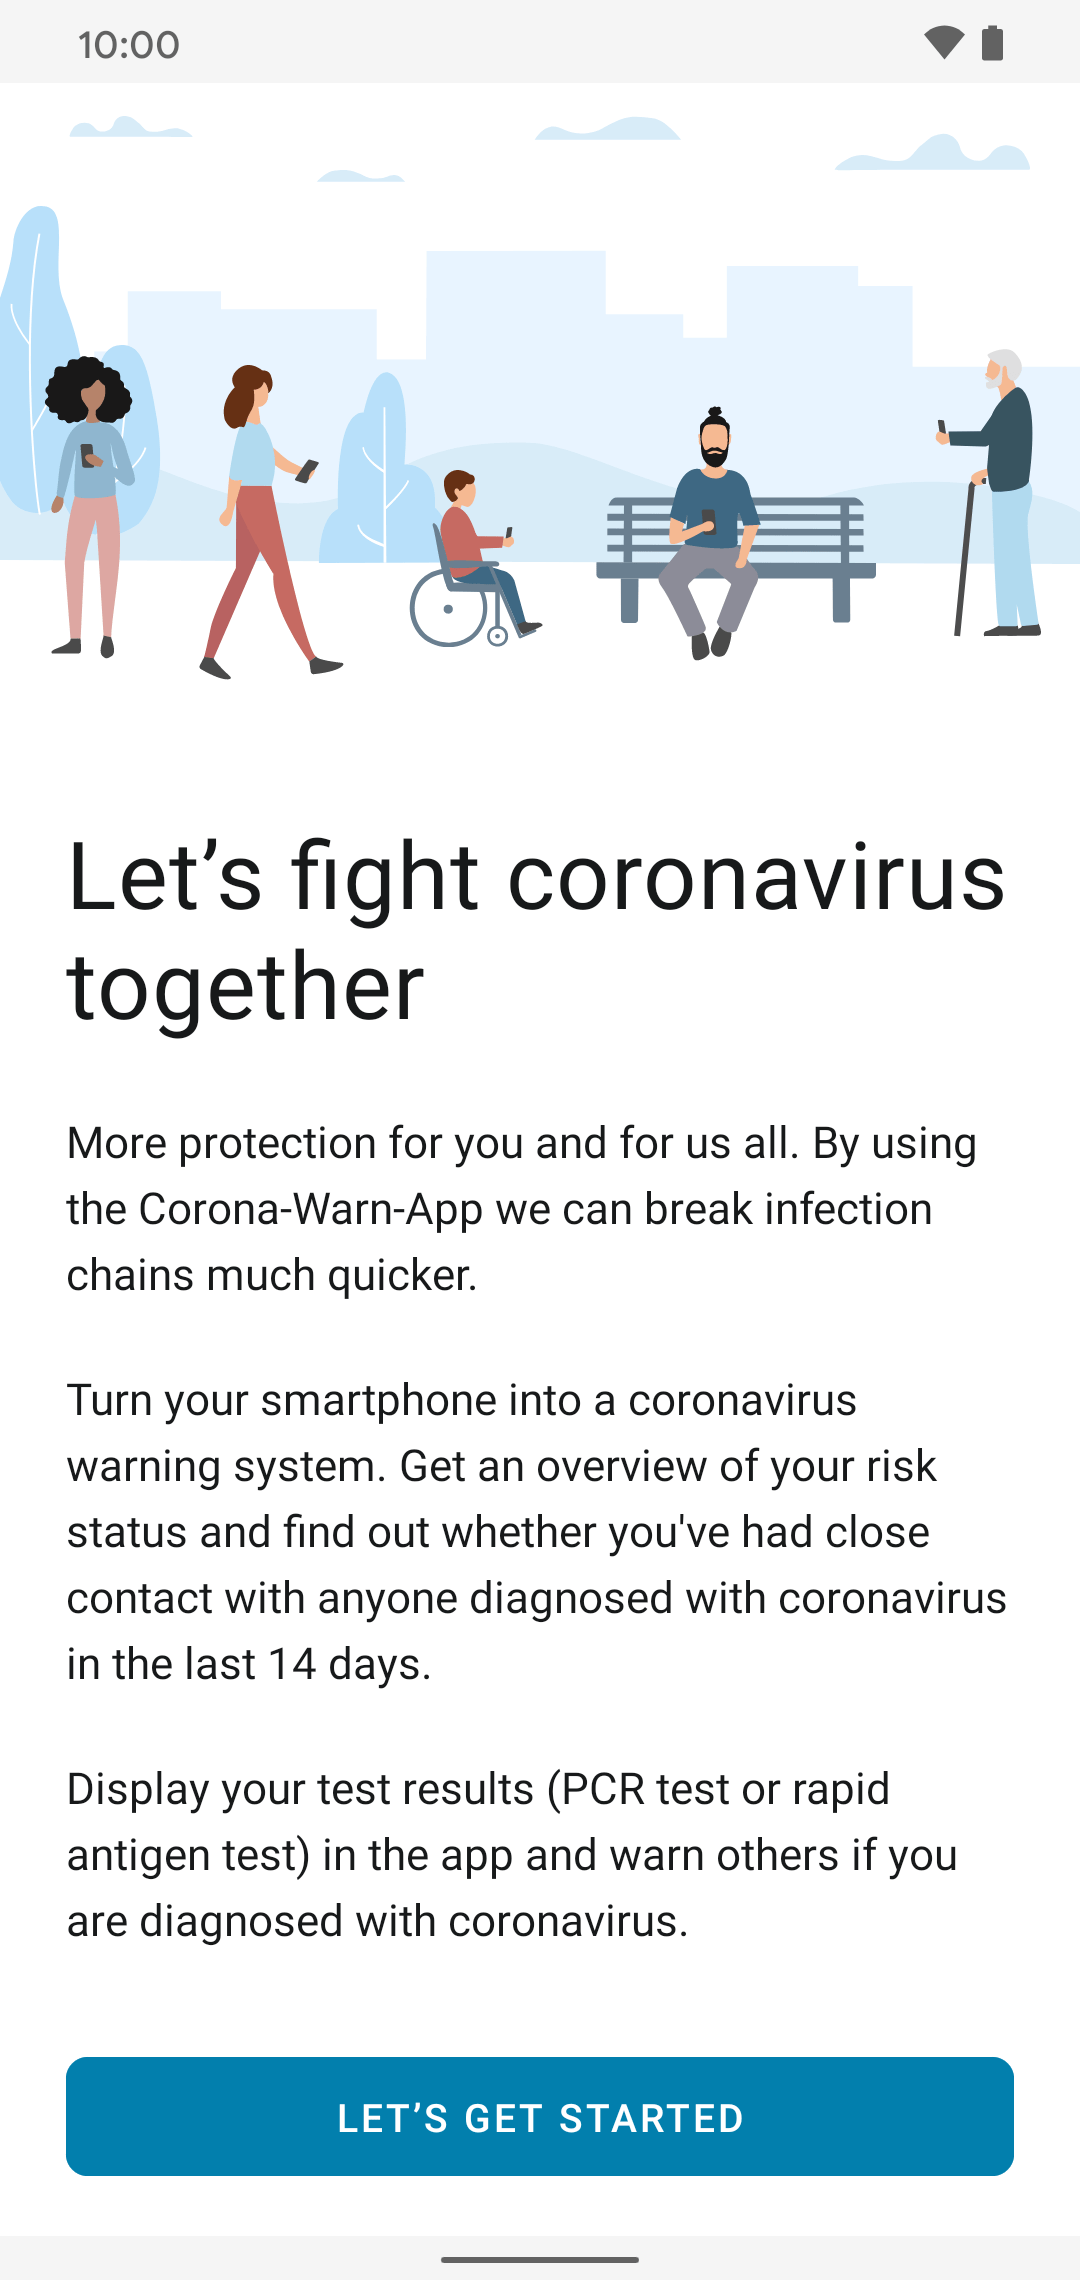 10:00
Let’s fight coronavirus
together
More protection for you and for us all. By using
the Corona-Warn-App we can break infection
chains much quicker.
Turn your smartphone into a coronavirus
warning system. Get an overview of your risk
status and find out whether you've had close
contact with anyone diagnosed with coronavirus
in the last 14 days.
Display your test results (PCR test or rapid
antigen test) in the app and warn others if you
are diagnosed with coronavirus.
LET’S GET STARTED